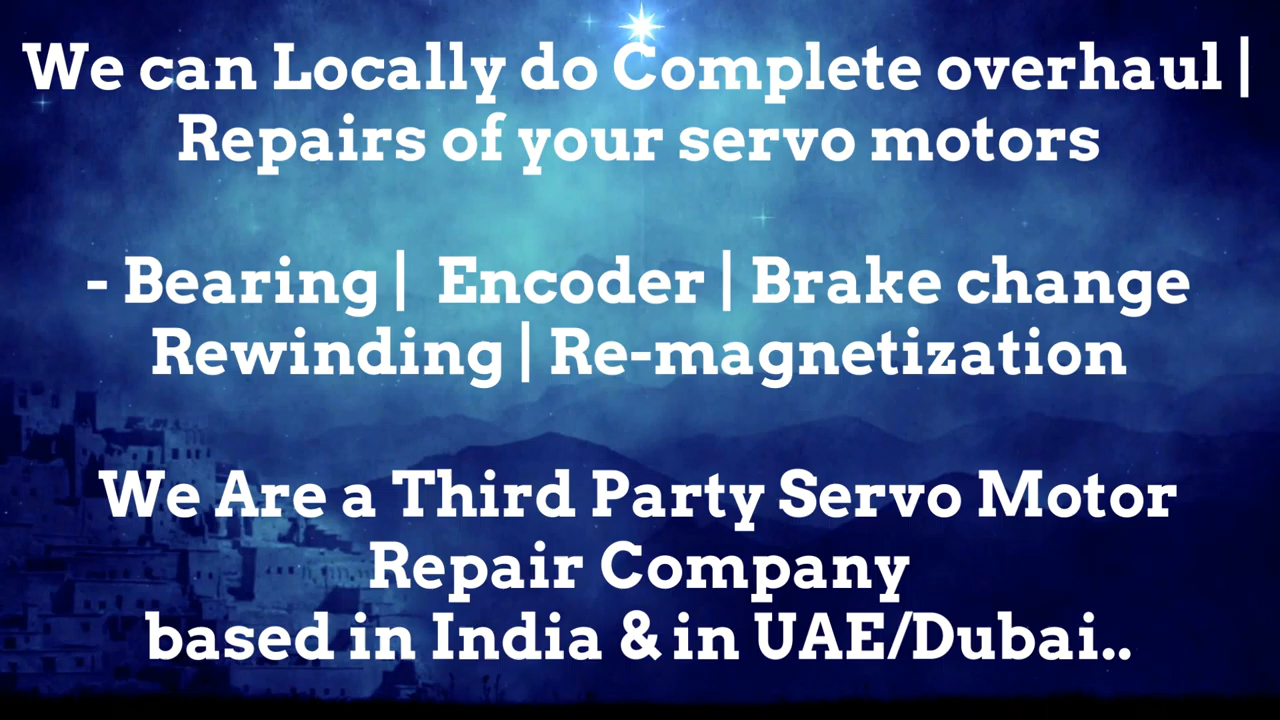 We can Locally do Complete overhaul |
Repairs of your servo motors
- Bearing | Encoder | Brake change
Rewinding | Re-magnetization
We Are a Third Party Servo Motor
Repair Company
based in India & in UAE/Dubai..